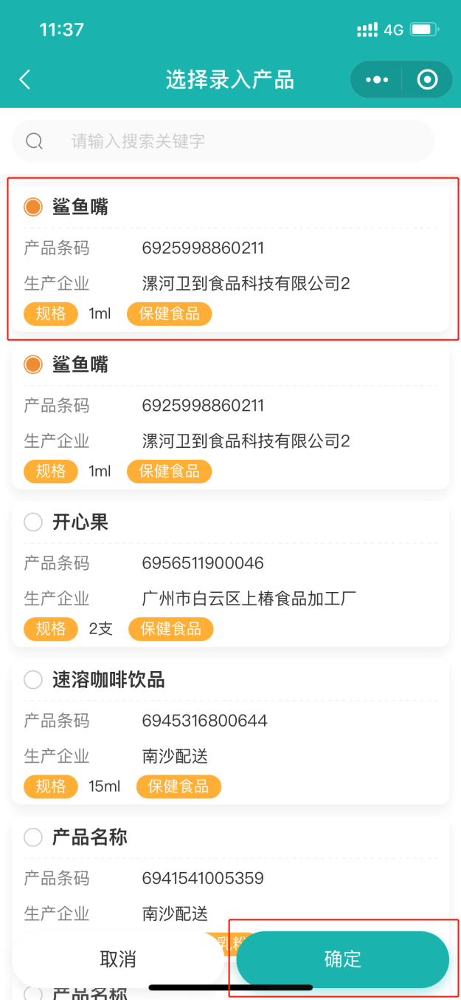 11:37
4G
选择录入产品
请输入搜索关键字
鲨鱼嘴
产品条码 6925998860211
生产企业 漯河卫到食品科技有限公司2
规格 1ml 保健食品
鲨鱼嘴
产品条码 6925998860211
生产企业 漯河卫到食品科技有限公司2
规格 1ml 保健食品
开心果
产品条码 6956511900046
生产企业 广州市白云区上椿食品加工厂
规格 2支 保健食品
速溶咖啡饮品
产品条码 6945316800644
生产企业 南沙配送
规格 15ml 保健食品
产品名称
产品条码 6941541005359
生产企业 南沙配送
乳粉
取消 确定
产品名称